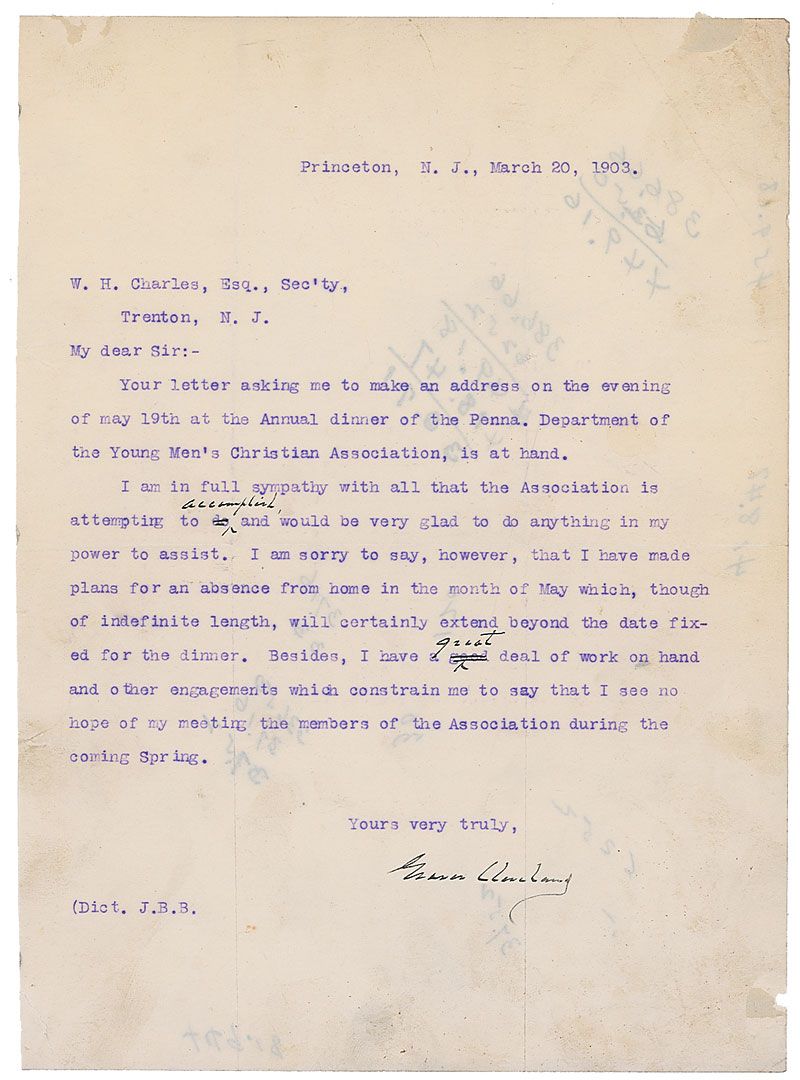 Princeton, N. J., March 20, 1903.
W. H. Charles, Esq., Sec'ty,
Trenton, N. J.
My dear Sir:-
Your letter asking me to make an address on the evening
of may 19th at the Annual dinner of the Penna. Department of
the Young Men's Christian Association, is at hand.
I am in full sympathy with all that the Association is
accomplish,
attempting to do and would be very glad to do anything in my
power to assist. I am sorry to say, however, that I have made
plans for an absence from home in the month of May which, though
of indefinite length, will certainly extend beyond the date fix-
great
ed for the dinner. Besides, I have a good deal of work on hand
and other engagements which constrain me to say that I see no
hope of my meeting the members of the Association during the
coming Spring.
Yours very truly,
Grover Cleveland
(Dict. J.B.B.